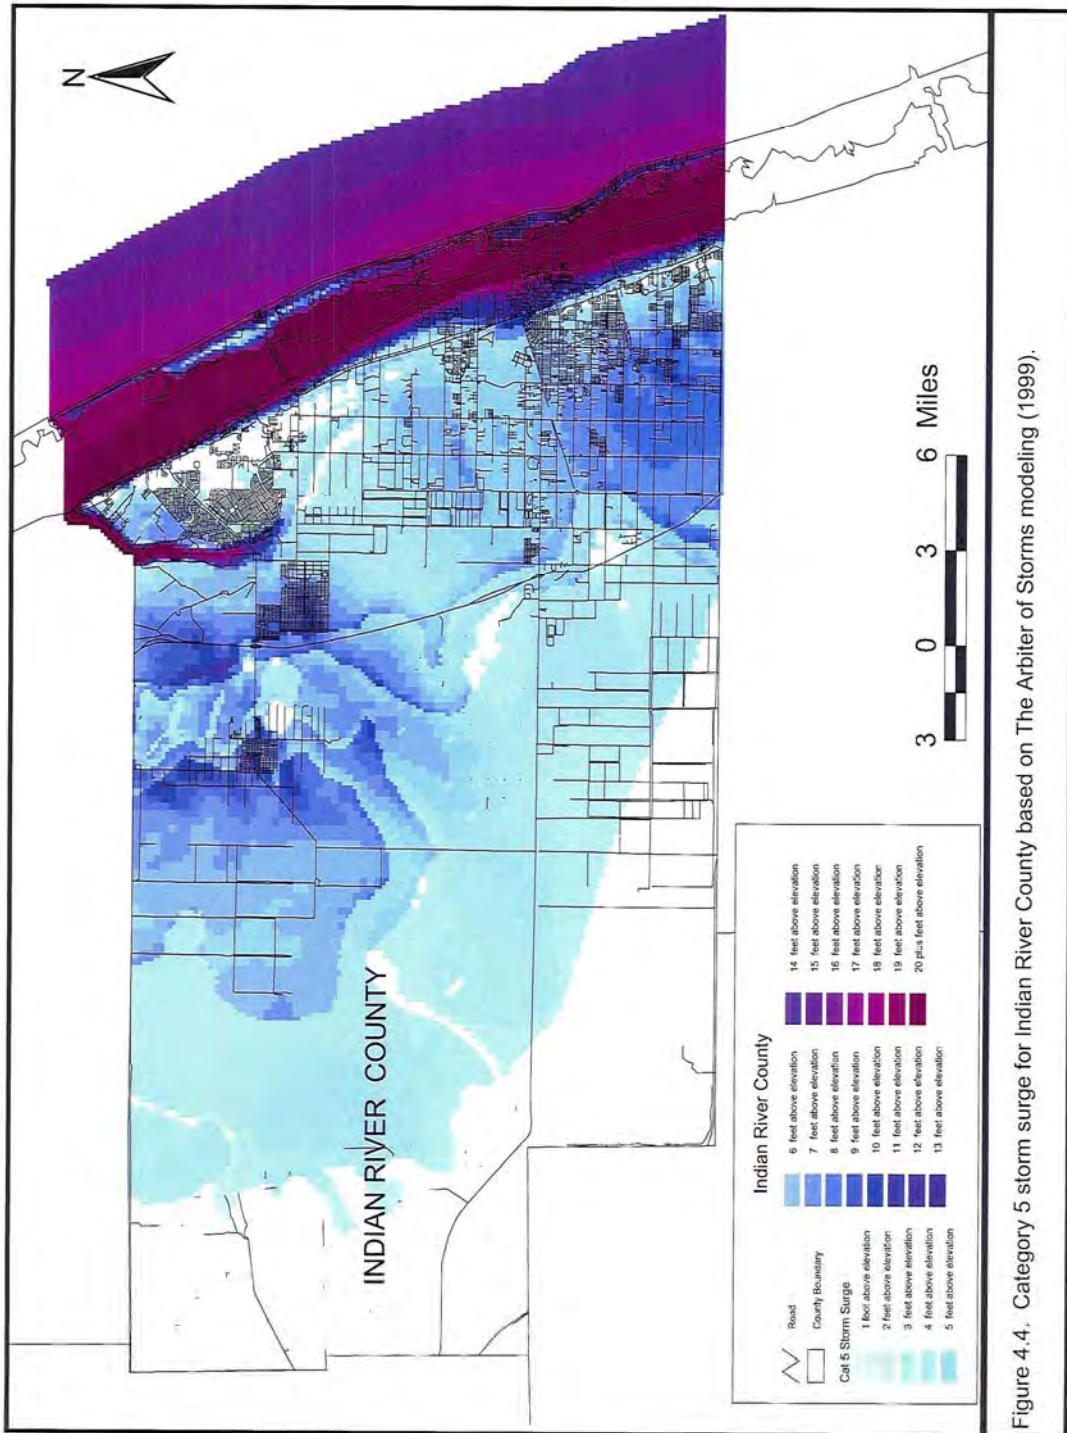 N
INDIAN RIVER COUNTY
3 0 3 6 Miles
Indian River County
Road
County Boundary
Cat 5 Storm Surge
1 foot above elevation
2 feet above elevation
3 feet above elevation
4 feet above elevation
5 feet above elevation
6 feet above elevation
7 feet above elevation
8 feet above elevation
9 feet above elevation
10 feet above elevation
11 feet above elevation
12 feet above elevation
13 feet above elevation
14 feet above elevation
15 feet above elevation
16 feet above elevation
17 feet above elevation
18 feet above elevation
19 feet above elevation
20 plus feet above elevation
Figure 4.4. Category 5 storm surge for Indian River County based on The Arbiter of Storms modeling (1999).